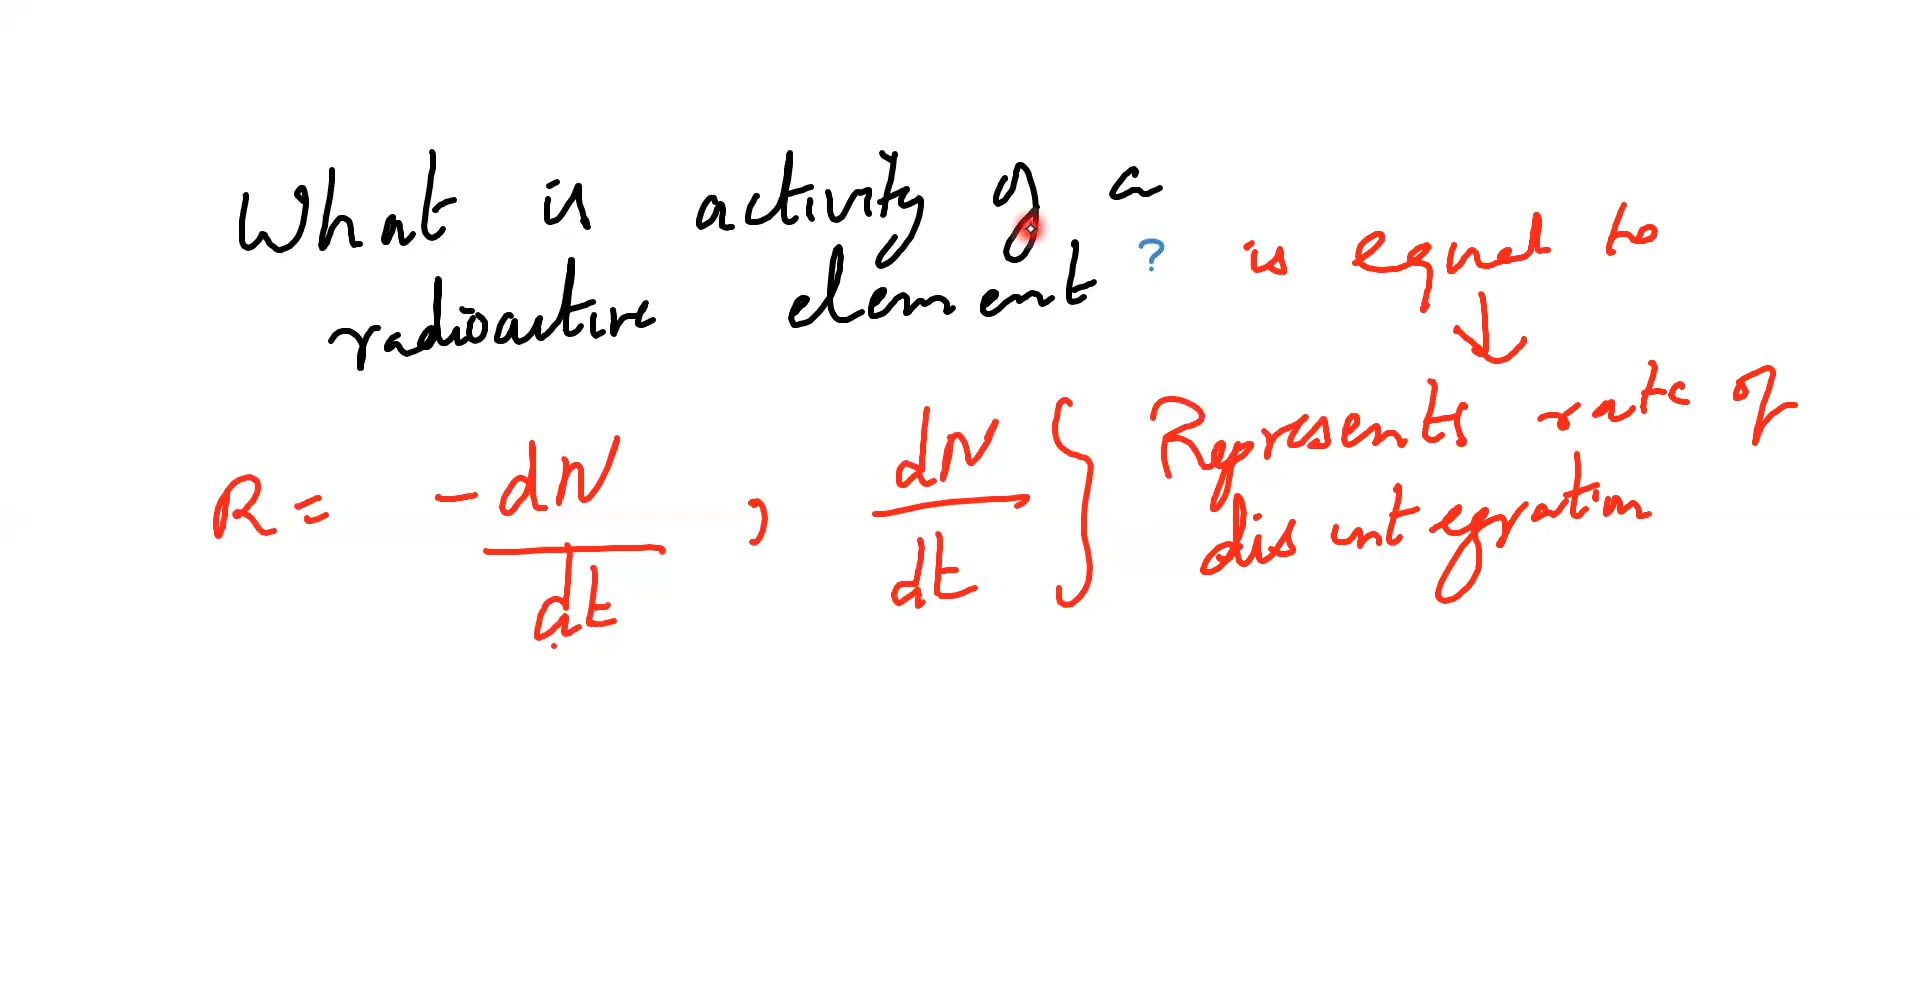 What is activity of a
radioactive element ? is equal to
↓
R = -dN/dt , dN/dt } Represents rate of
disintegration